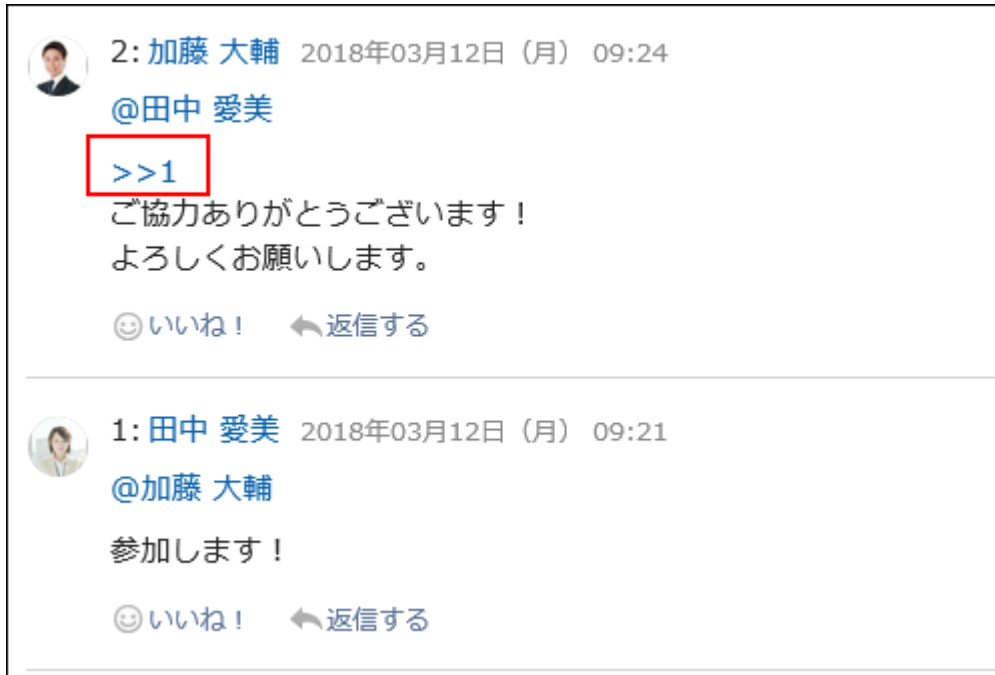 2: 加藤 大輔 2018年03月12日（月） 09:24
@田中 愛美
>>1
ご協力ありがとうございます！
よろしくお願いします。
いいね！ 返信する
1: 田中 愛美 2018年03月12日（月） 09:21
@加藤 大輔
参加します！
いいね！ 返信する